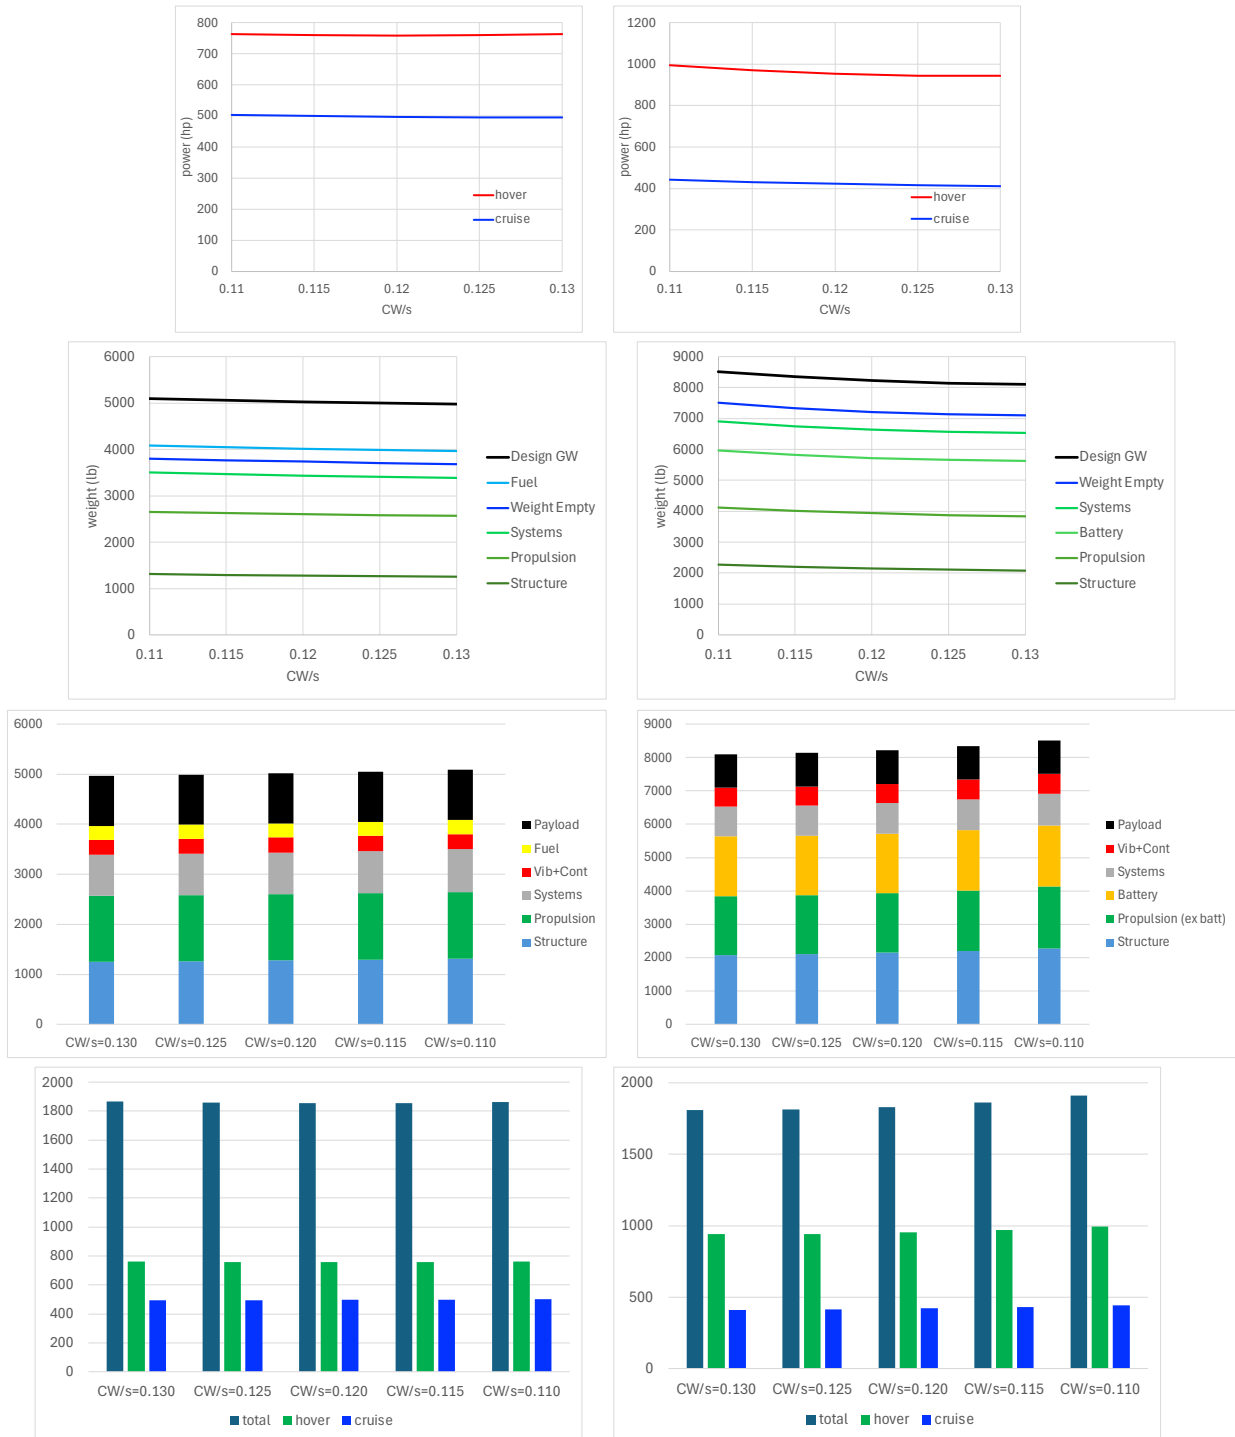 800
700
600
500
400
300
200
100
0
power (hp)
hover
cruise
0.11 0.115 0.12 0.125 0.13
CW/s
1200
1000
800
600
400
200
0
power (hp)
hover
cruise
0.11 0.115 0.12 0.125 0.13
CW/s
6000
5000
4000
3000
2000
1000
0
weight (lb)
Design GW
Fuel
Weight Empty
Systems
Propulsion
Structure
0.11 0.115 0.12 0.125 0.13
CW/s
9000
8000
7000
6000
5000
4000
3000
2000
1000
0
weight (lb)
Design GW
Weight Empty
Systems
Battery
Propulsion
Structure
0.11 0.115 0.12 0.125 0.13
CW/s
6000
5000
4000
3000
2000
1000
0
Payload
Fuel
Vib+Cont
Systems
Propulsion
Structure
CW/s=0.130 CW/s=0.125 CW/s=0.120 CW/s=0.115 CW/s=0.110
9000
8000
7000
6000
5000
4000
3000
2000
1000
0
Payload
Vib+Cont
Systems
Battery
Propulsion (ex batt)
Structure
CW/s=0.130 CW/s=0.125 CW/s=0.120 CW/s=0.115 CW/s=0.110
2000
1800
1600
1400
1200
1000
800
600
400
200
0
CW/s=0.130 CW/s=0.125 CW/s=0.120 CW/s=0.115 CW/s=0.110
total hover cruise
2000
1500
1000
500
0
CW/s=0.130 CW/s=0.125 CW/s=0.120 CW/s=0.115 CW/s=0.110
total hover cruise